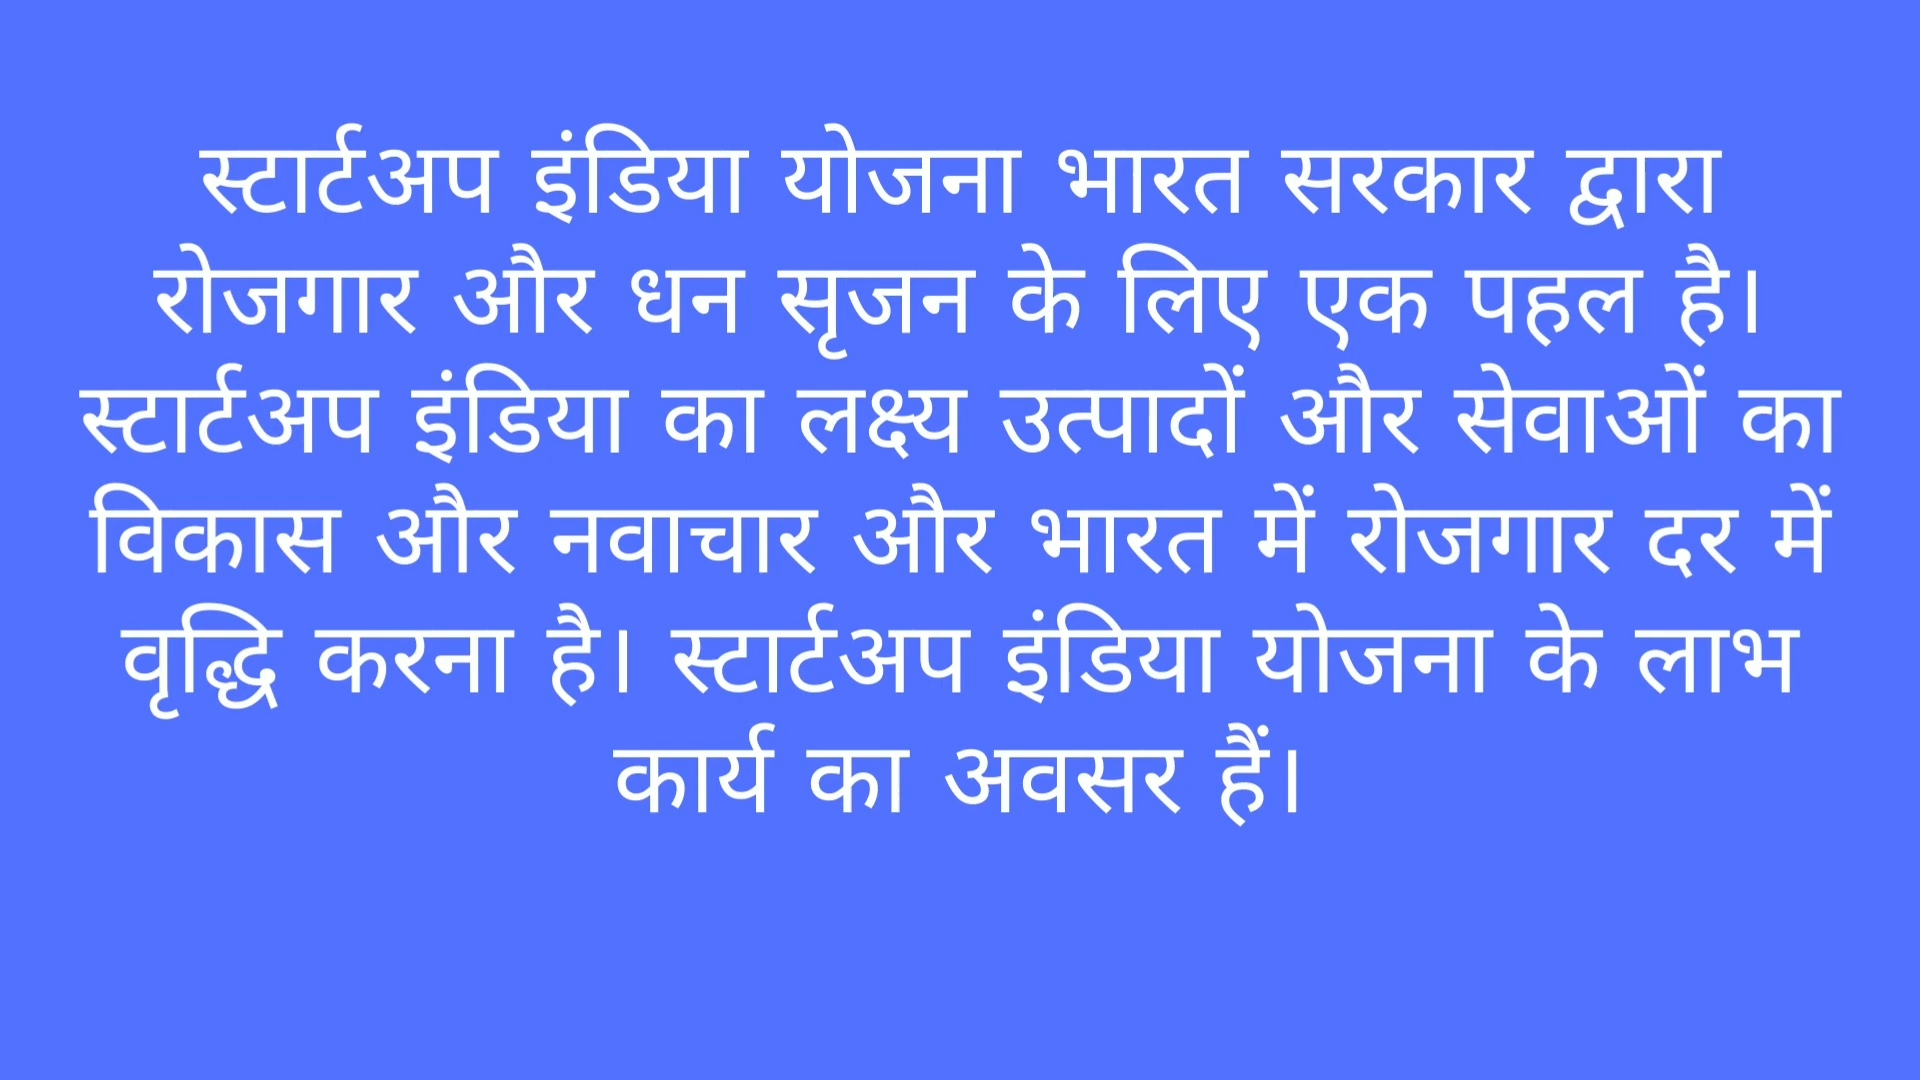 स्टार्टअप इंडिया योजना भारत सरकार द्वारा
रोजगार और धन सृजन के लिए एक पहल है।
स्टार्टअप इंडिया का लक्ष्य उत्पादों और सेवाओं का
विकास और नवाचार और भारत में रोजगार दर में
वृद्धि करना है। स्टार्टअप इंडिया योजना के लाभ
कार्य का अवसर हैं।